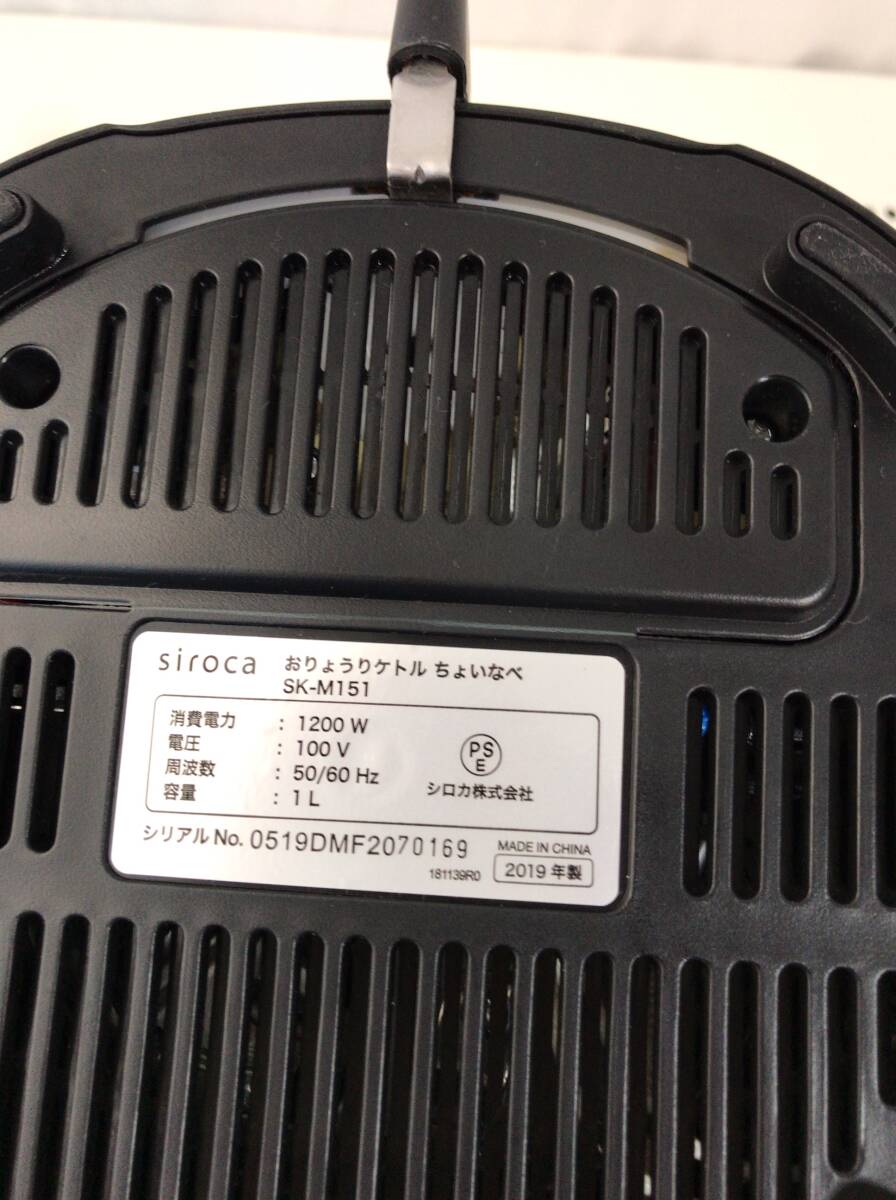 siroca おりょうりケトル ちょいなべ
SK-M151
消費電力 : 1200 W
電圧 : 100 V
周波数 : 50/60 Hz
容量 : 1 L
PS
E
シロカ株式会社
シリアル No. 0519DMF2070169
MADE IN CHINA
181139R0
2019 年製